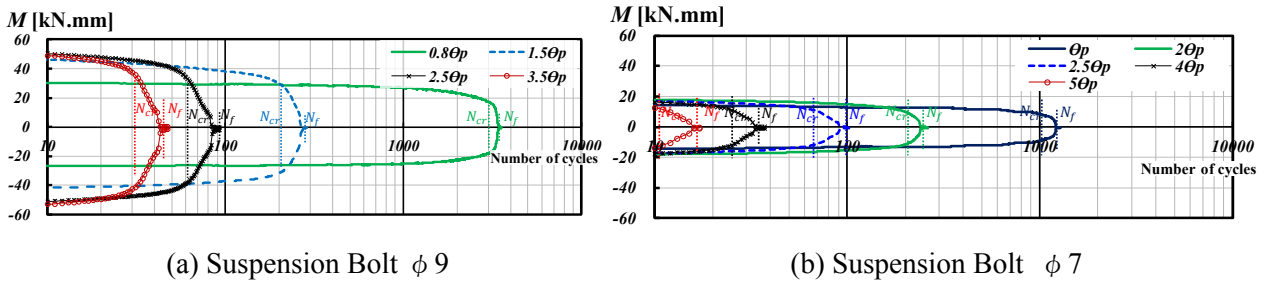 M [kN.mm]
60
40
20
0
-20
-40
-60
0.8Θp
1.5Θp
2.5Θp
3.5Θp
Ncr
Nf
Ncr
Nf
Ncr
Nf
Ncr
Nf
10
100
1000
10000
Number of cycles
(a) Suspension Bolt φ 9
M [kN.mm]
60
40
20
0
-20
-40
-60
Θp
2Θp
2.5Θp
4Θp
5Θp
Ncr
Nf
Ncr
Nf
Ncr
Nf
Ncr
Nf
Ncr
Nf
10
100
1000
10000
Number of cycles
(b) Suspension Bolt φ 7